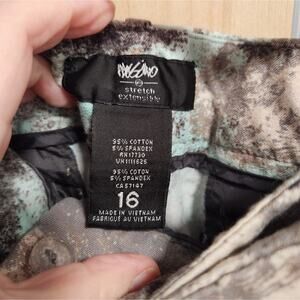 mossimo
stretch
extensible
95% COTTON
5% SPANDEX
RN17730
95% COTON
5% SPANDEX
CA57147
16
MADE IN VIETNAM
FABRIQUÉ AU VIETNAM